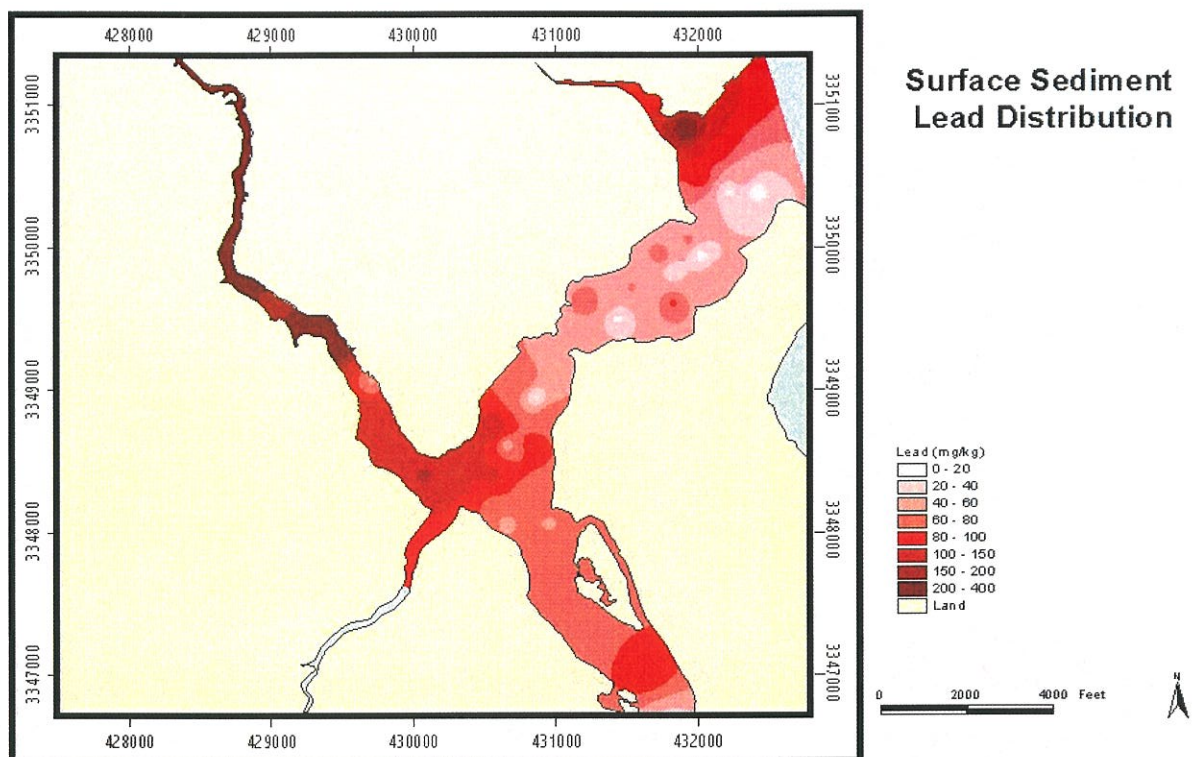 428000 429000 430000 431000 432000
Surface Sediment
Lead Distribution
3351000 3351000
3350000 3350000
3349000 3349000
3348000 3348000
3347000 3347000
428000 429000 430000 431000 432000
Lead (mg/kg)
0 - 20
20 - 40
40 - 60
60 - 80
80 - 100
100 - 150
150 - 200
200 - 400
Land
0 2000 4000 Feet
N